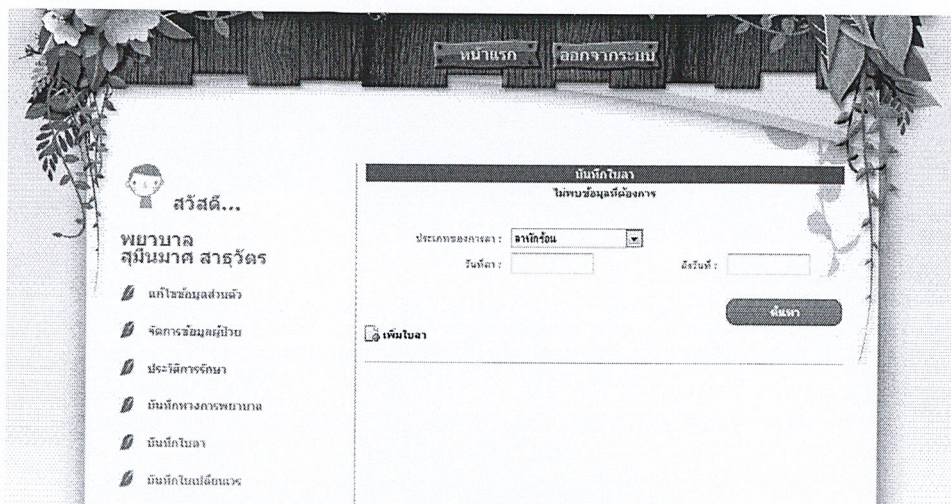 หน้าแรก ออกจากระบบ
สวัสดี...
พยาบาล
สุมีนมาศ สาธุวัตร
แก้ไขข้อมูลส่วนตัว
จัดการข้อมูลผู้ป่วย
ประวัติการรักษา
บันทึกทางการพยาบาล
บันทึกใบลา
บันทึกใบเปลี่ยนเวร
บันทึกใบลา
ไม่พบข้อมูลที่ต้องการ
ประเภทของการลา : ลาพักร้อน
วันที่ลา : ถึงวันที่ :
ค้นหา
เพิ่มใบลา